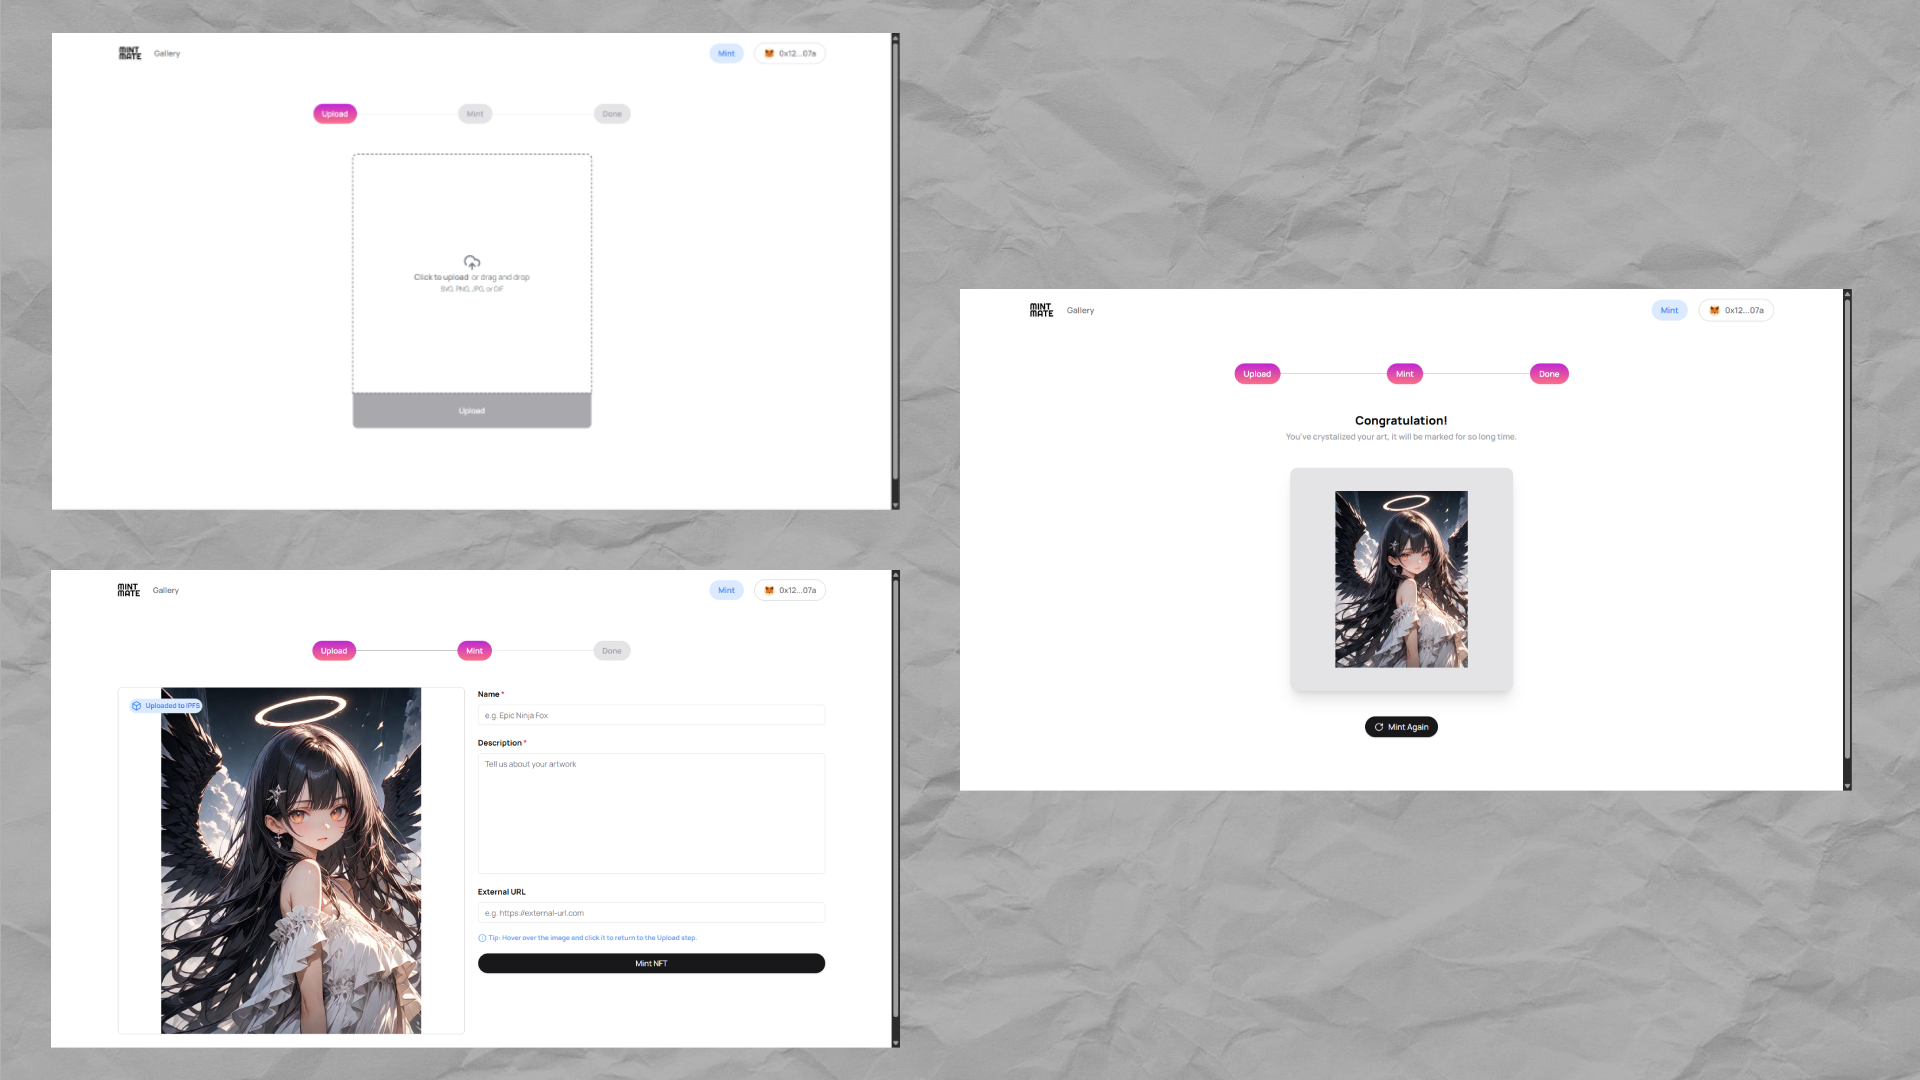 MINT
MATE
Gallery
Mint
0x12...07a
Upload
Mint
Done
Click to upload or drag and drop
SVG, PNG, JPG, or GIF
Upload
MINT
MATE
Gallery
Mint
0x12...07a
Upload
Mint
Done
Uploaded to IPFS
Name *
e.g. Epic Ninja Fox
Description *
Tell us about your artwork
External URL
e.g. https://external-url.com
Tip: Hover over the image and click it to return to the Upload step.
Mint NFT
MINT
MATE
Gallery
Mint
0x12...07a
Upload
Mint
Done
Congratulation!
You've crystalized your art, it will be marked for so long time.
Mint Again